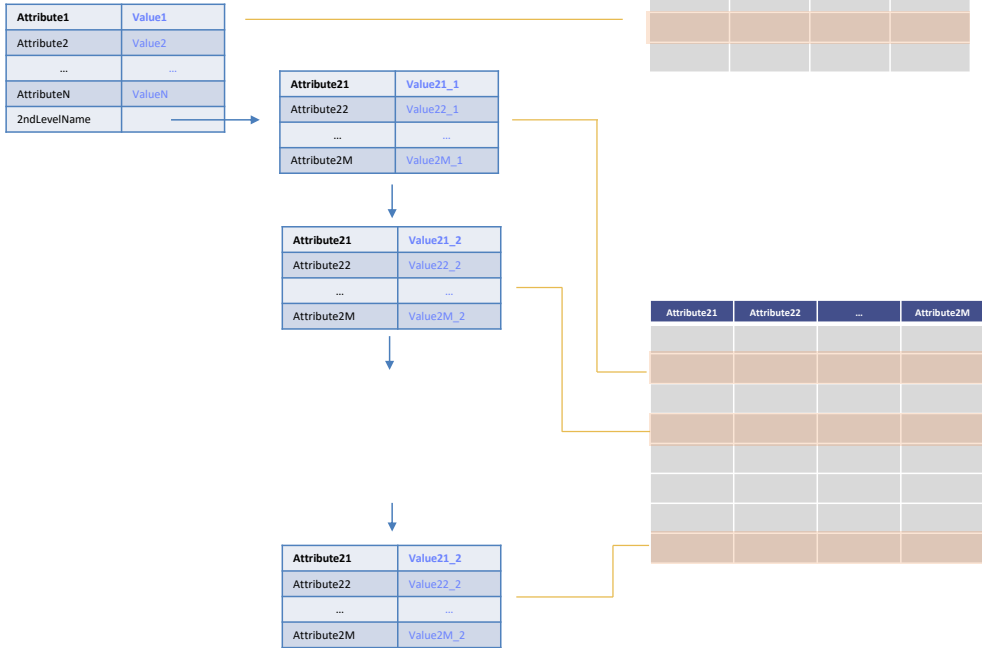 Attribute1 Value1
Attribute2 Value2
... ...
AttributeN ValueN
2ndLevelName
Attribute21 Value21_1
Attribute22 Value22_1
... ...
Attribute2M Value2M_1
Attribute21 Value21_2
Attribute22 Value22_2
... ...
Attribute2M Value2M_2
Attribute21 Attribute22 ... Attribute2M
Attribute21 Value21_2
Attribute22 Value22_2
... ...
Attribute2M Value2M_2